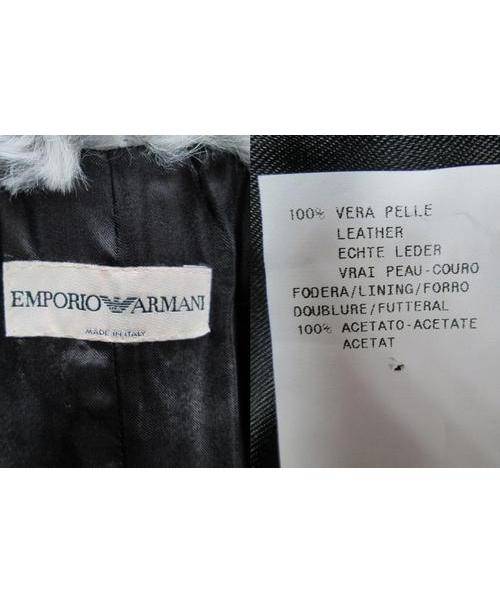 EMPORIO ARMANI
MADE IN ITALY
100% VERA PELLE
LEATHER
ECHTE LEDER
VRAI PEAU-COURO
FODERA/LINING/FORRO
DOUBLURE/FUTTERAL
100% ACETATO-ACETATE
ACETAT